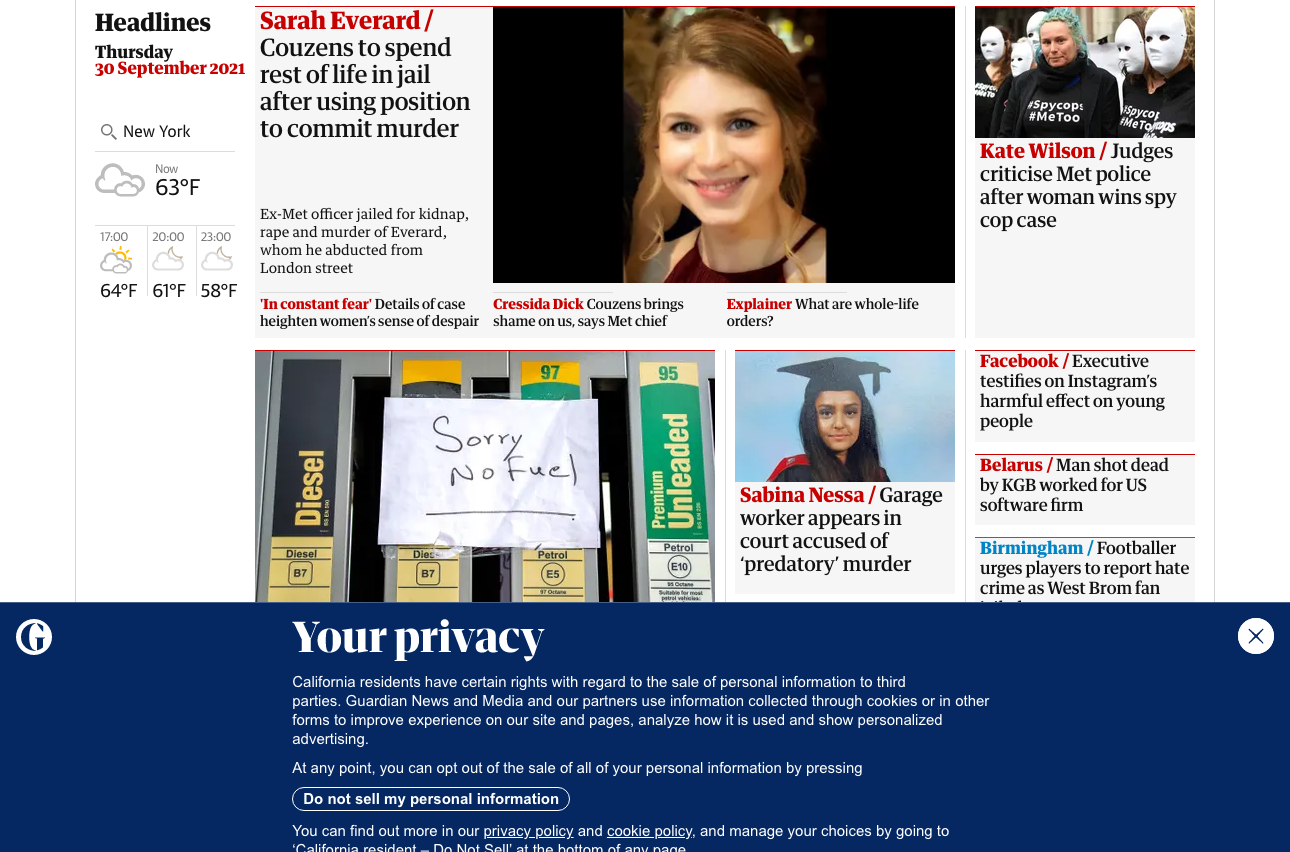 Headlines
Thursday
30 September 2021
New York
Now
63°F
17:00
64°F
20:00
61°F
23:00
58°F
Sarah Everard /
Couzens to spend
rest of life in jail
after using position
to commit murder
Ex-Met officer jailed for kidnap,
rape and murder of Everard,
whom he abducted from
London street
'In constant fear' Details of case
heighten women's sense of despair
Cressida Dick Couzens brings
shame on us, says Met chief
Explainer What are whole-life
orders?
#Spycops
#MeToo
#Spycops
#MeToo
Kate Wilson / Judges
criticise Met police
after woman wins spy
cop case
Diesel
Diesel
B7
Sorry
No Fuel
Diesel
B7
97
Petrol
E5
97 Octane
95
Premium
Unleaded
Petrol
E10
95 Octane
Suitable for most
petrol vehicles:
Sabina Nessa / Garage
worker appears in
court accused of
‘predatory’ murder
Facebook / Executive
testifies on Instagram’s
harmful effect on young
people
Belarus / Man shot dead
by KGB worked for US
software firm
Birmingham / Footballer
urges players to report hate
crime as West Brom fan
Your privacy
California residents have certain rights with regard to the sale of personal information to third
parties. Guardian News and Media and our partners use information collected through cookies or in other
forms to improve experience on our site and pages, analyze how it is used and show personalized
advertising.
At any point, you can opt out of the sale of all of your personal information by pressing
Do not sell my personal information
You can find out more in our privacy policy and cookie policy, and manage your choices by going to
‘California resident – Do Not Sell’ at the bottom of any page.